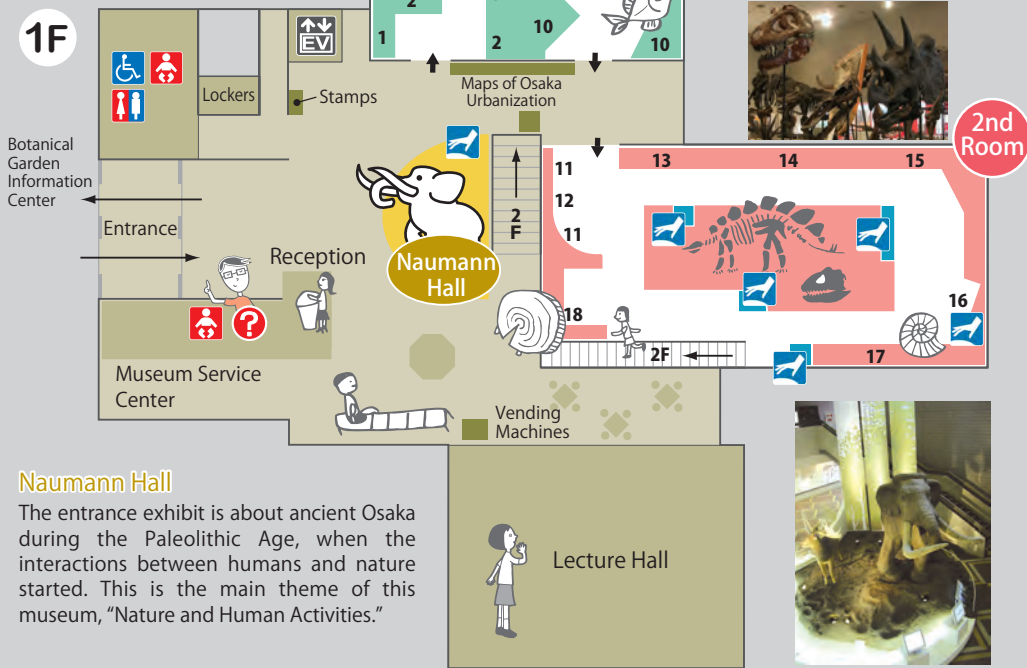 1F
EV
2
1
2
10
10
Lockers
Stamps
Maps of Osaka
Urbanization
2nd
Room
Botanical
Garden
Information
Center
Entrance
Reception
2
F
Naumann
Hall
11
12
11
13
14
15
16
17
18
2F
?
Museum Service
Center
Vending
Machines
Lecture Hall
Naumann Hall
The entrance exhibit is about ancient Osaka
during the Paleolithic Age, when the
interactions between humans and nature
started. This is the main theme of this
museum, “Nature and Human Activities.”